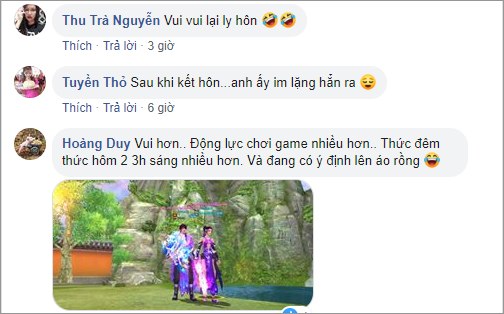 Thu Trà Nguyễn Vui vui lại ly hôn 🤣🤣
Thích · Trả lời · 3 giờ
Tuyền Thỏ Sau khi kết hôn...anh ấy im lặng hẳn ra 😌
Thích · Trả lời · 6 giờ
Hoàng Duy Vui hơn.. Động lực chơi game nhiều hơn.. Thức đêm
thức hôm 2 3h sáng nhiều hơn. Và đang có ý định lên áo rồng 😂